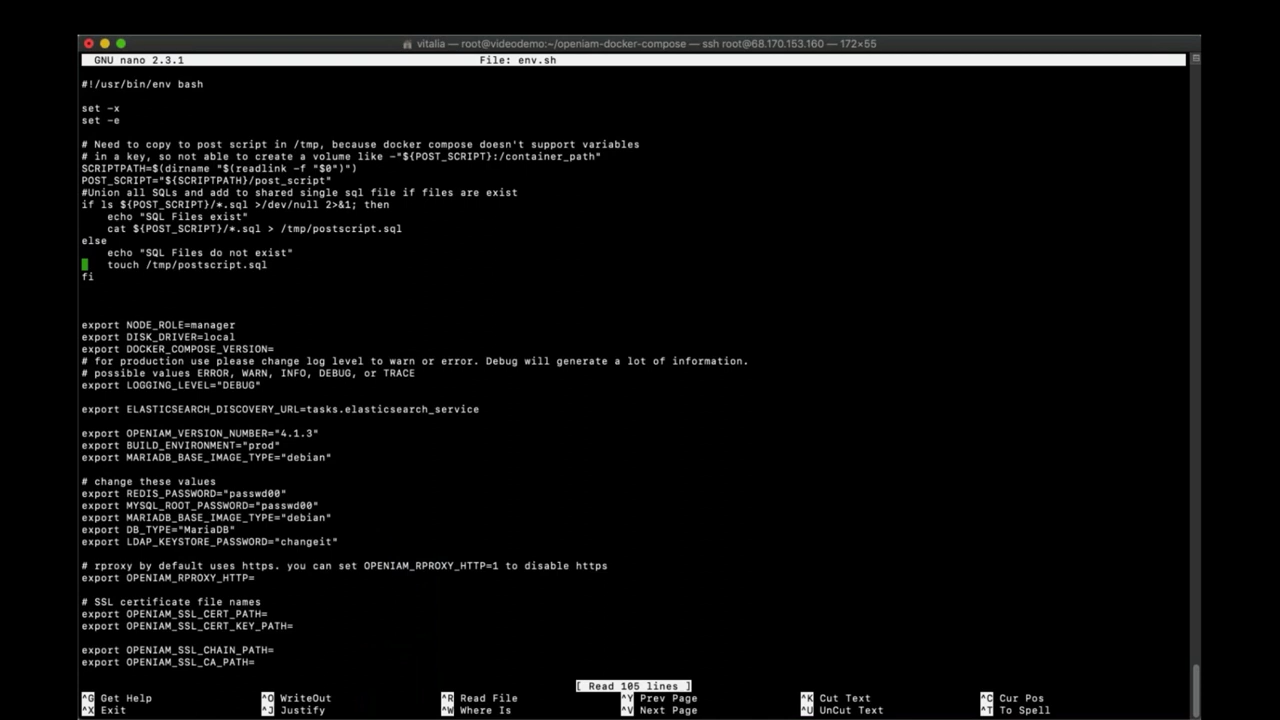 vitalia — root@videodemo:~/openiam-docker-compose — ssh root@68.170.153.160 — 172×55
GNU nano 2.3.1 File: env.sh
#!/usr/bin/env bash
set -x
set -e
# Need to copy to post script in /tmp, because docker compose doesn't support variables
# in a key, so not able to create a volume like -"${POST_SCRIPT}:/container_path"
SCRIPTPATH=$(dirname "$(readlink -f "$0")")
POST_SCRIPT="${SCRIPTPATH}/post_script"
#Union all SQLs and add to shared single sql file if files are exist
if ls ${POST_SCRIPT}/*.sql >/dev/null 2>&1; then
    echo "SQL Files exist"
    cat ${POST_SCRIPT}/*.sql > /tmp/postscript.sql
else
    echo "SQL Files do not exist"
    touch /tmp/postscript.sql
fi
export NODE_ROLE=manager
export DISK_DRIVER=local
export DOCKER_COMPOSE_VERSION=
# for production use please change log level to warn or error. Debug will generate a lot of information.
# possible values ERROR, WARN, INFO, DEBUG, or TRACE
export LOGGING_LEVEL="DEBUG"
export ELASTICSEARCH_DISCOVERY_URL=tasks.elasticsearch_service
export OPENIAM_VERSION_NUMBER="4.1.3"
export BUILD_ENVIRONMENT="prod"
export MARIADB_BASE_IMAGE_TYPE="debian"
# change these values
export REDIS_PASSWORD="passwd00"
export MYSQL_ROOT_PASSWORD="passwd00"
export MARIADB_BASE_IMAGE_TYPE="debian"
export DB_TYPE="MariaDB"
export LDAP_KEYSTORE_PASSWORD="changeit"
# rproxy by default uses https. you can set OPENIAM_RPROXY_HTTP=1 to disable https
export OPENIAM_RPROXY_HTTP=
# SSL certificate file names
export OPENIAM_SSL_CERT_PATH=
export OPENIAM_SSL_CERT_KEY_PATH=
export OPENIAM_SSL_CHAIN_PATH=
export OPENIAM_SSL_CA_PATH=
[ Read 105 lines ]
^G Get Help ^O WriteOut ^R Read File ^Y Prev Page ^K Cut Text ^C Cur Pos
^X Exit ^J Justify ^W Where Is ^V Next Page ^U UnCut Text ^T To Spell